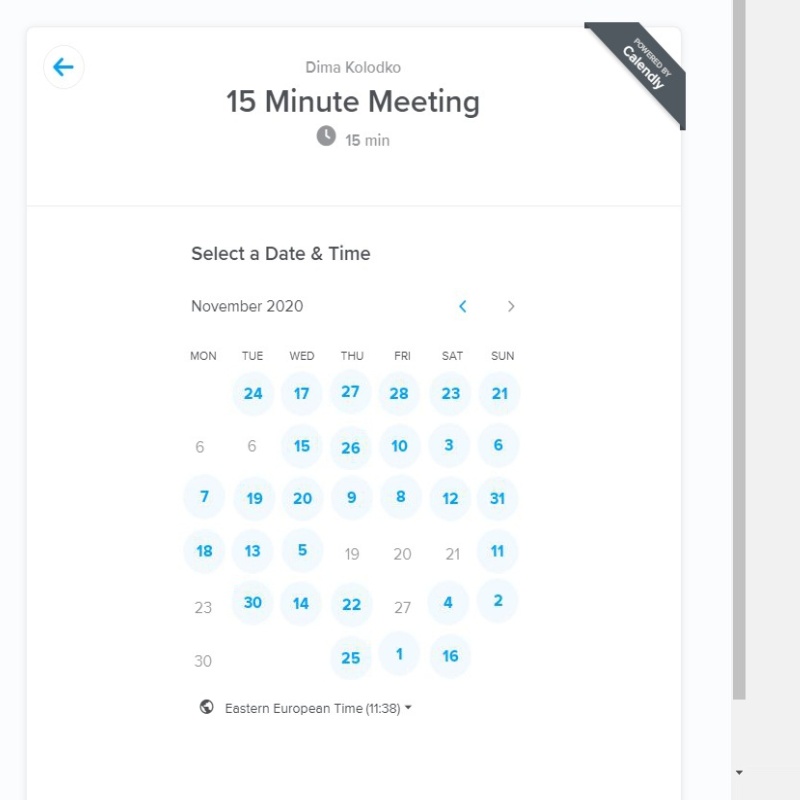 Dima Kolodko
POWERED BY
Calendly
15 Minute Meeting
15 min
Select a Date & Time
November 2020
MON TUE WED THU FRI SAT SUN
24 17 27 28 23 21
6 6 15 26 10 3 6
7 19 20 9 8 12 31
18 13 5 19 20 21 11
23 30 14 22 27 4 2
30 25 1 16
Eastern European Time (11:38)